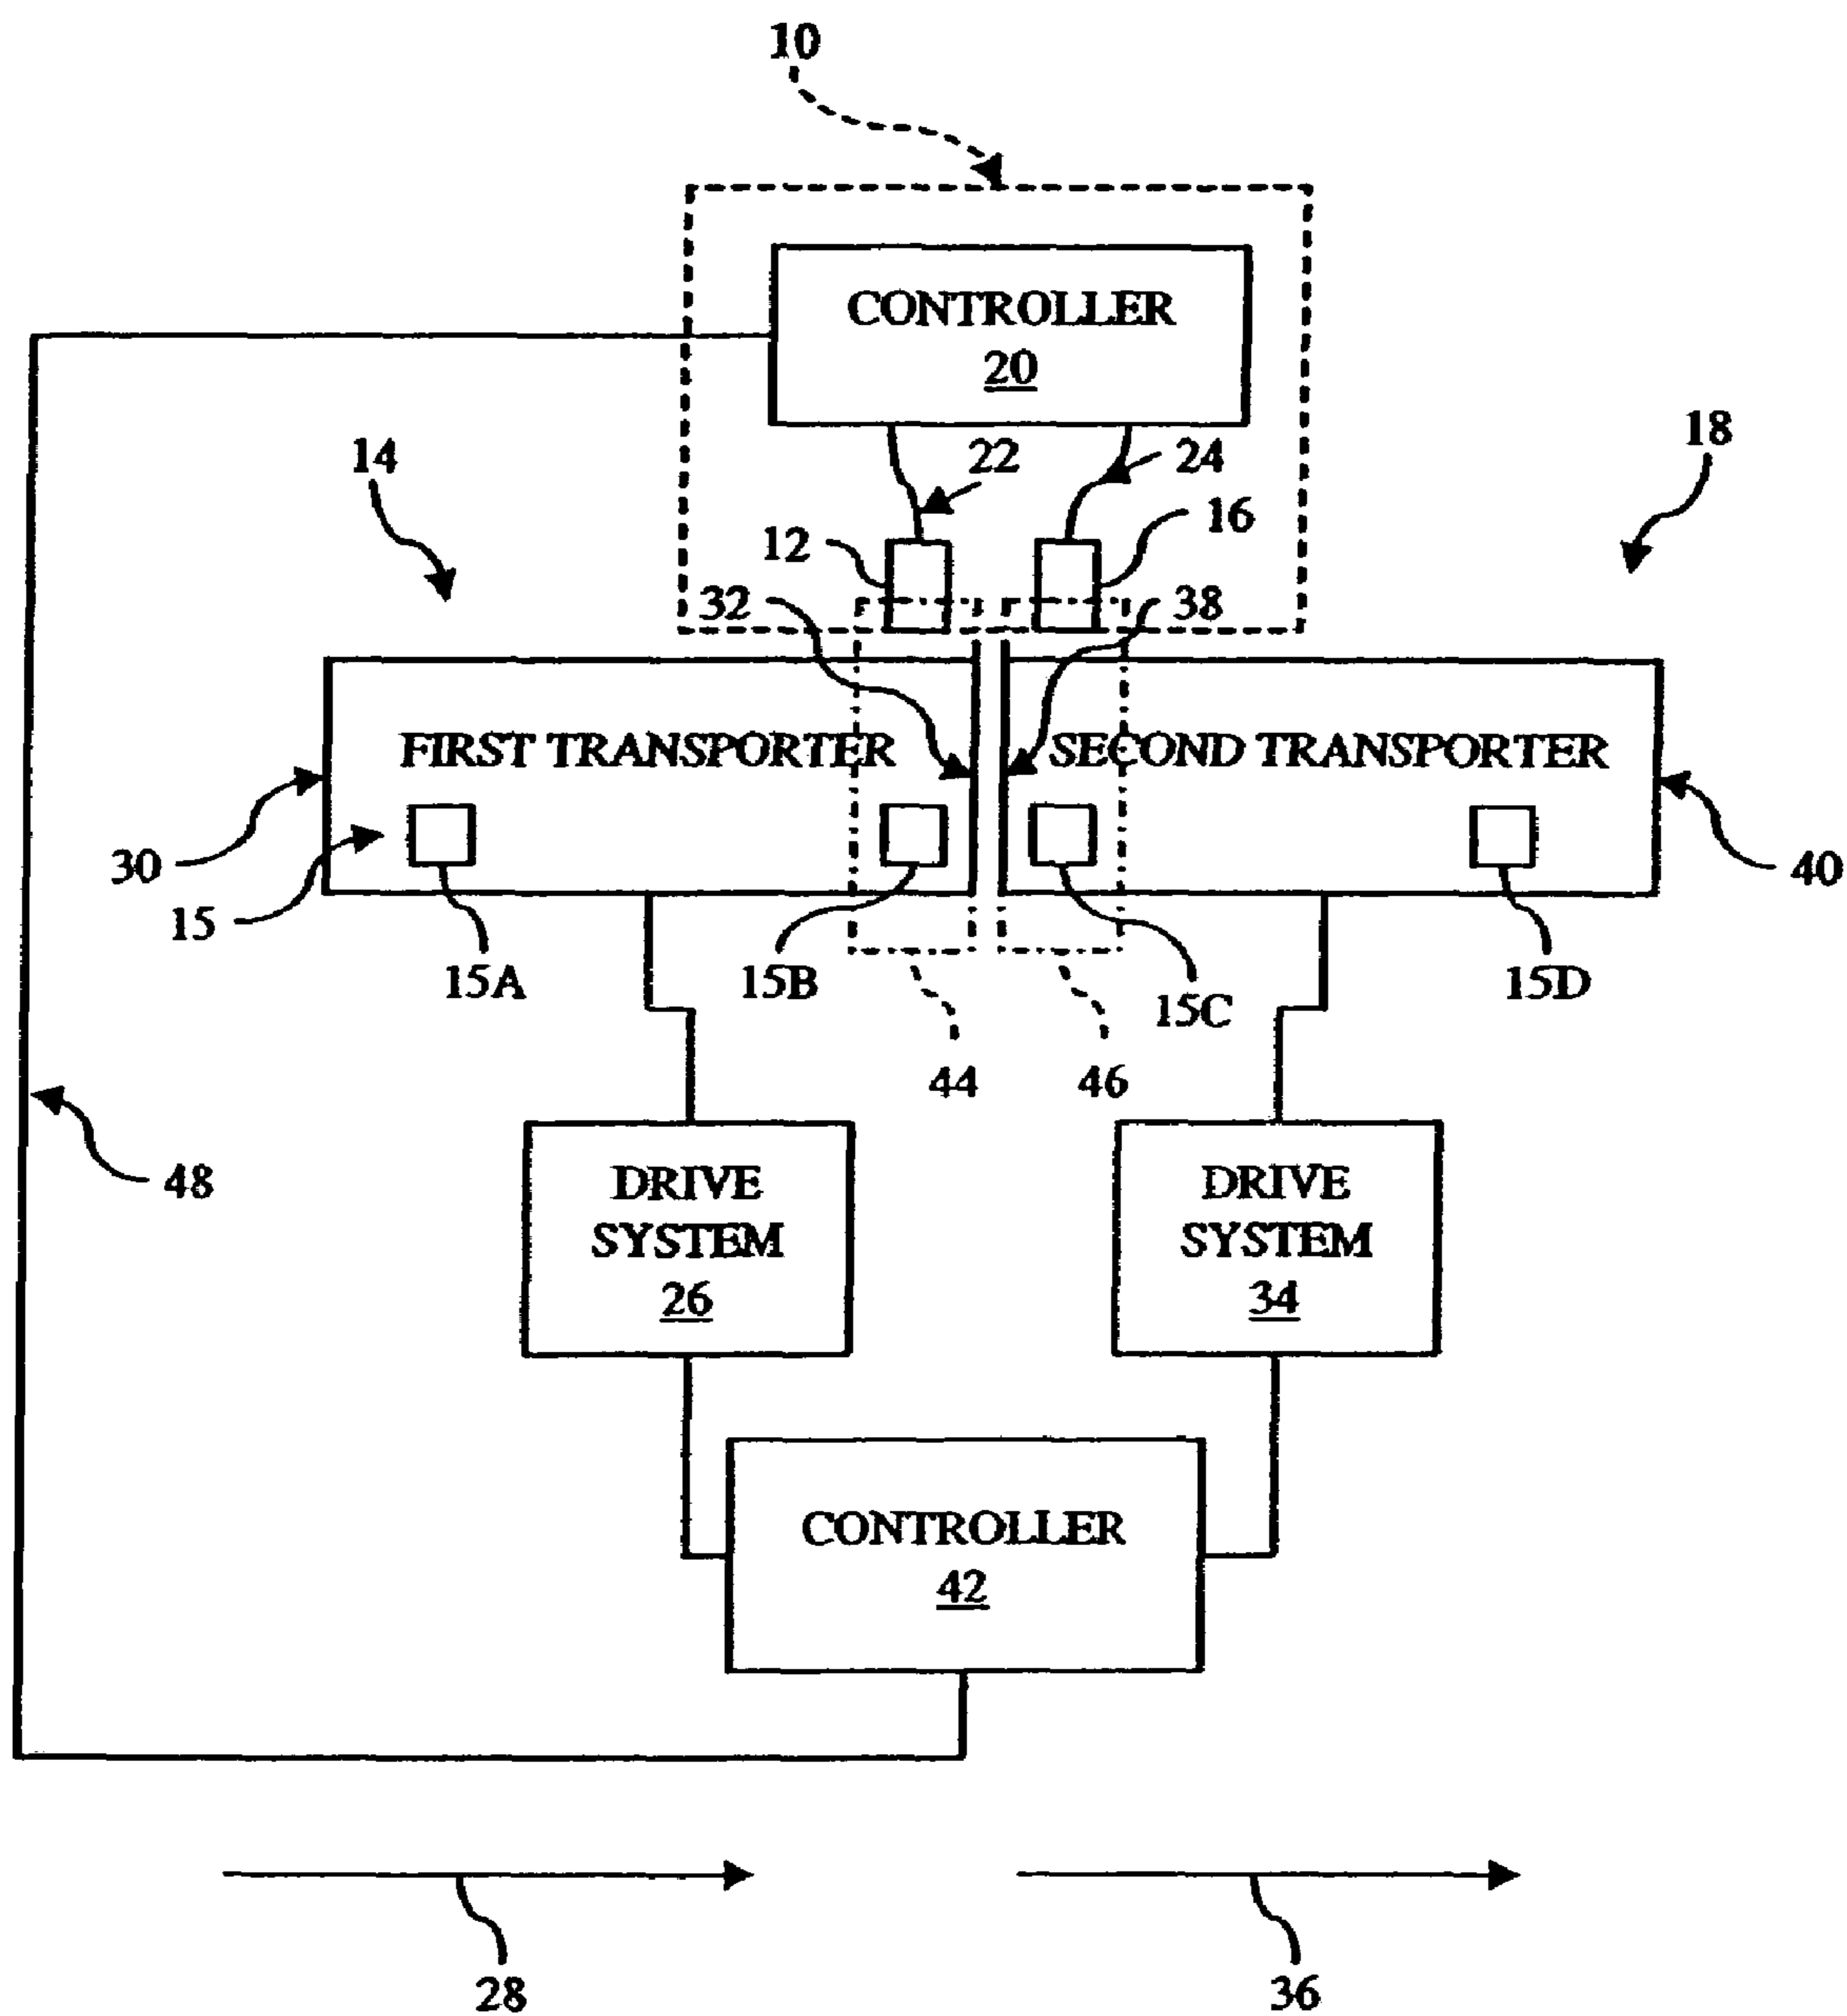 10
CONTROLLER
20
14
22
24
18
12
16
32
38
FIRST TRANSPORTER
SECOND TRANSPORTER
30
15
40
15A
15B
15C
15D
44
46
48
DRIVE
SYSTEM
26
DRIVE
SYSTEM
34
CONTROLLER
42
28
36